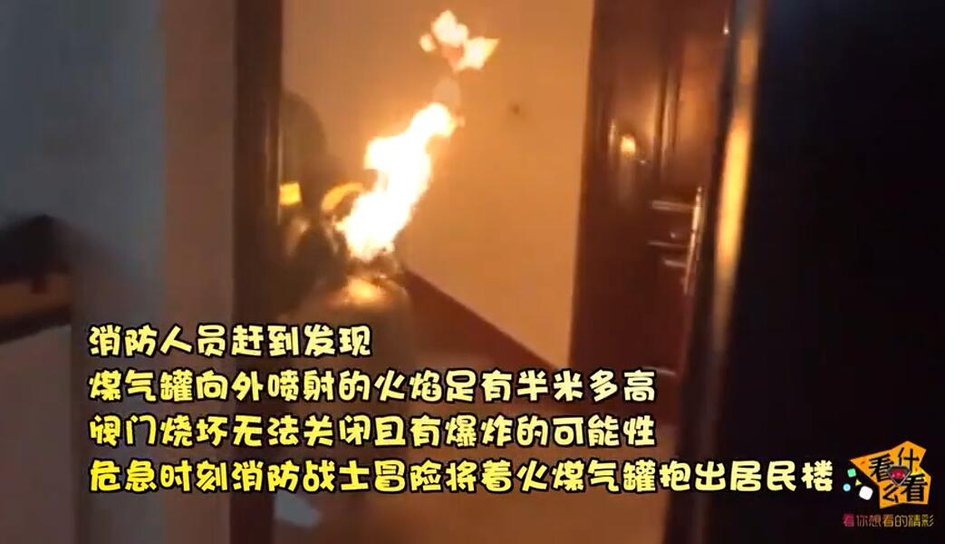 消防人员赶到发现
煤气罐向外喷射的火焰足有半米多高
阀门烧坏无法关闭且有爆炸的可能性
危急时刻消防战士冒险将着火煤气罐抱出居民楼
看什么看
看你想看的精彩